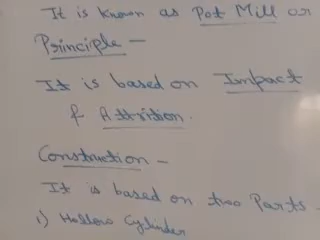 It is known as Pot Mill or
Principle -
It is based on Impact
& Attrition.
Construction -
It is based on two Parts -
i) Hollow Cylinder